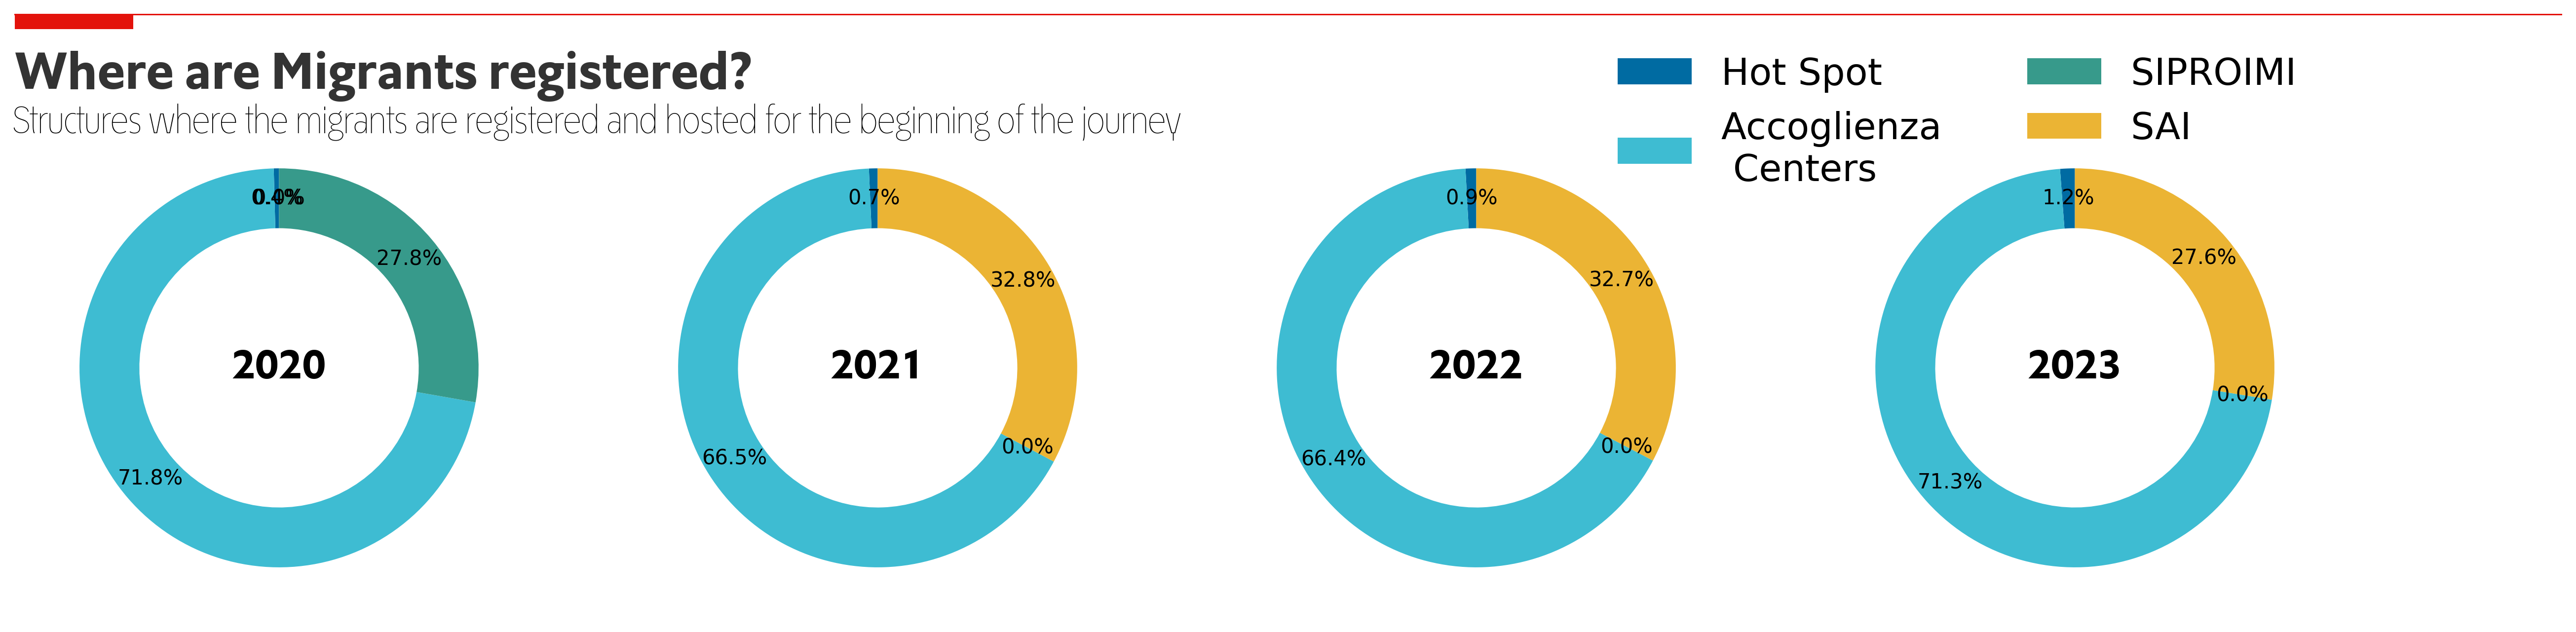 Where are Migrants registered?
Structures where the migrants are registered and hosted for the beginning of the journey
Hot Spot
Accoglienza
Centers
SIPROIMI
SAI
27.8%
71.8%
2020
0.7%
32.8%
0.0%
66.5%
2021
0.9%
32.7%
0.0%
66.4%
2022
1.2%
27.6%
0.0%
71.3%
2023